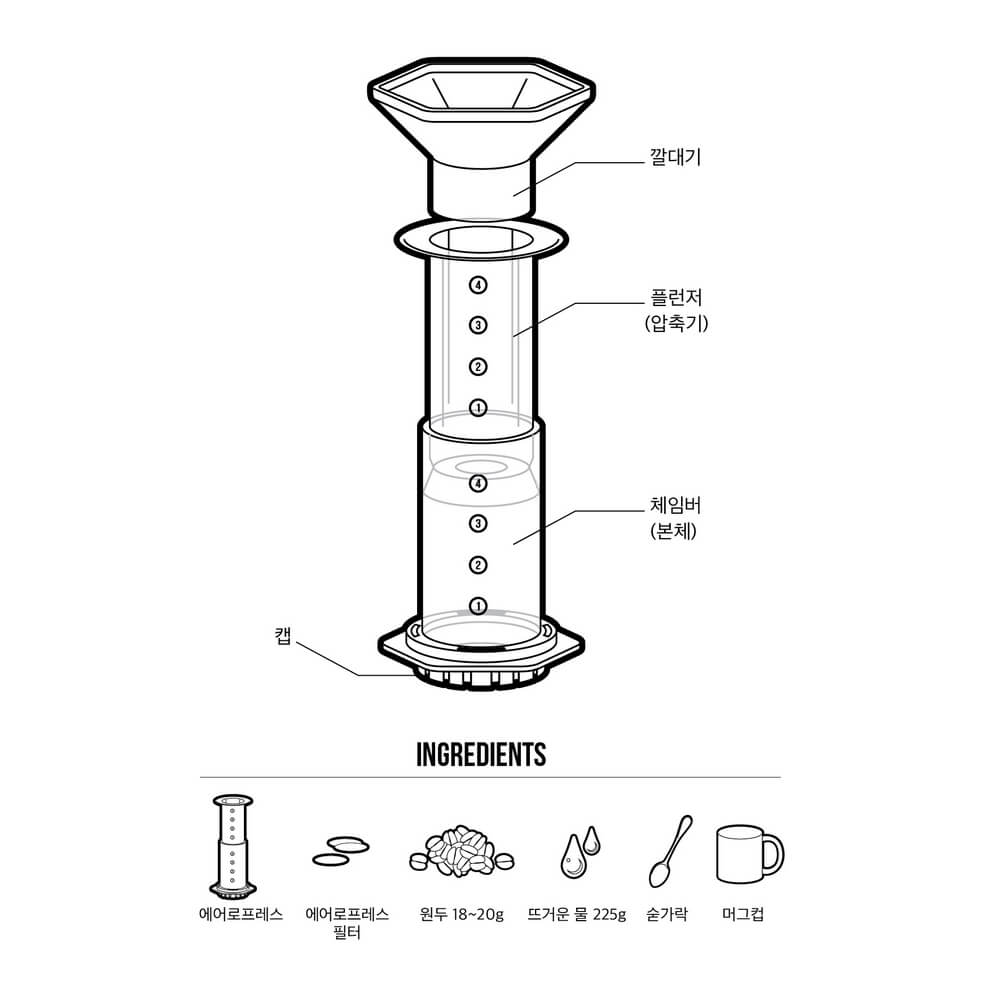 깔대기
④
③
②
①
플런저
(압축기)
④
③
②
①
체임버
(본체)
캡
INGREDIENTS
에어로프레스
에어로프레스
필터
원두 18~20g
뜨거운 물 225g
숟가락
머그컵